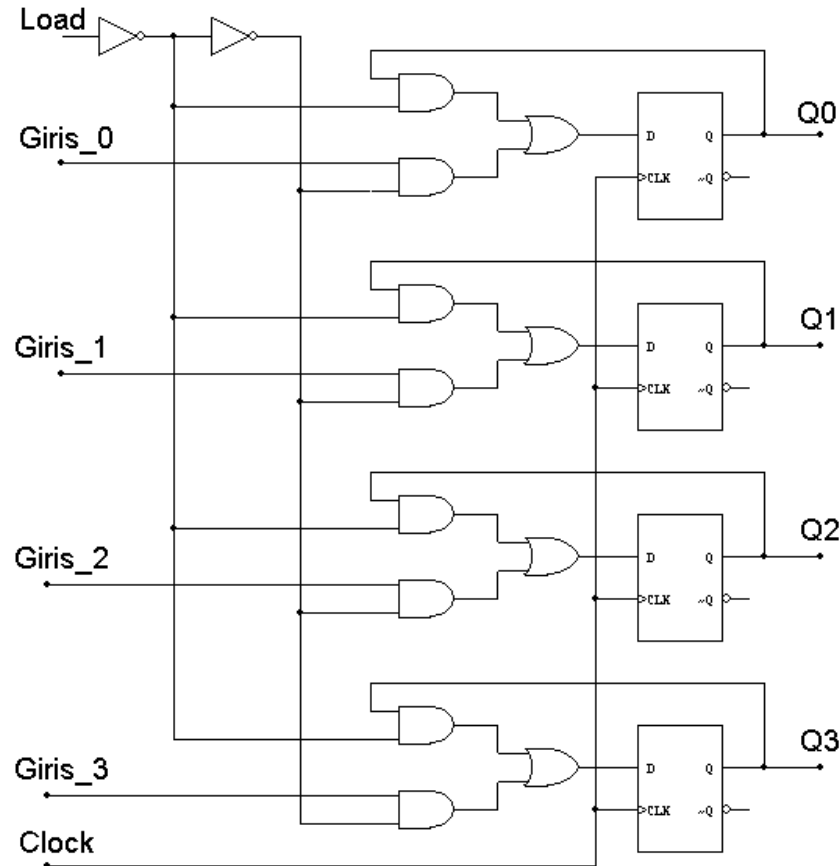 Load
Q0
Giris_0
D Q
CLK ~Q
Q1
Giris_1
D Q
CLK ~Q
Q2
Giris_2
D Q
CLK ~Q
Q3
Giris_3
D Q
CLK ~Q
Clock